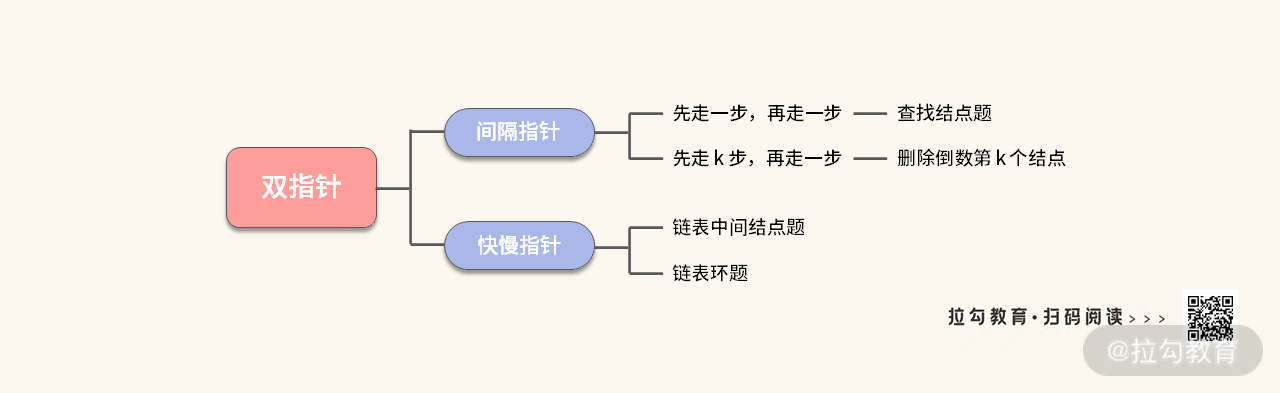 双指针
间隔指针
先走一步，再走一步
查找结点题
先走 k 步，再走一步
删除倒数第 k 个结点
快慢指针
链表中间结点题
链表环题
拉勾教育·扫码阅读>>>
@拉勾教育